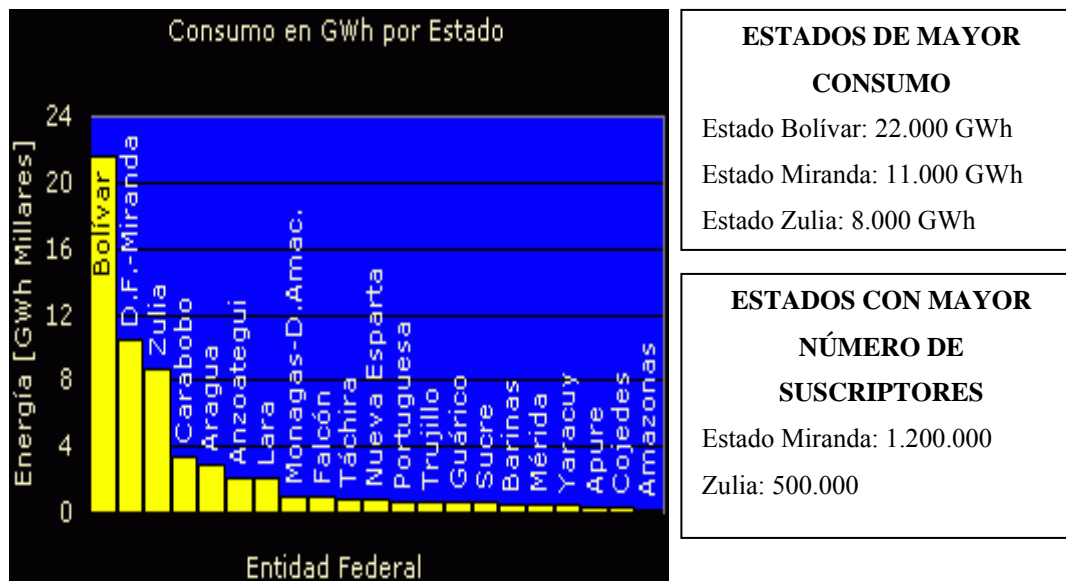 Consumo en GWh por Estado
Energía [GWh Millares]
24
20
16
12
8
4
0
Bolívar
D.F.-Miranda
Zulia
Carabobo
Aragua
Anzoategui
Lara
Monagas-D.Amac.
Falcón
Táchira
Nueva Esparta
Portuguesa
Trujillo
Guárico
Sucre
Barinas
Mérida
Yaracuy
Apure
Cojedes
Amazonas
Entidad Federal
ESTADOS DE MAYOR
CONSUMO
Estado Bolívar: 22.000 GWh
Estado Miranda: 11.000 GWh
Estado Zulia: 8.000 GWh
ESTADOS CON MAYOR
NÚMERO DE
SUSCRIPTORES
Estado Miranda: 1.200.000
Zulia: 500.000